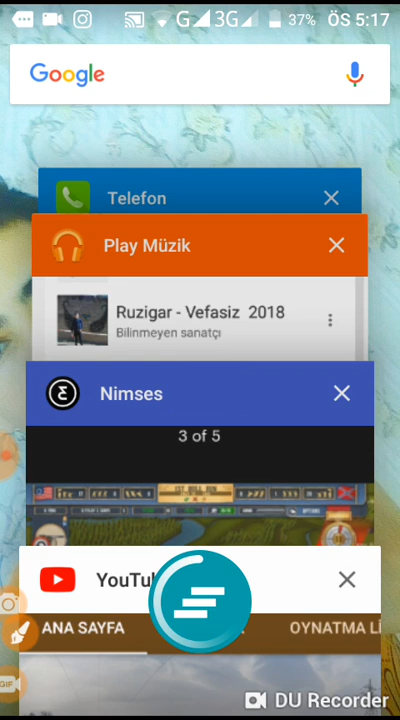 G 3G 37% ÖS 5:17
Google
Telefon
Play Müzik
Ruzigar - Vefasiz 2018
Bilinmeyen sanatçı
Nimses
3 of 5
YouTu
ANA SAYFA OYNATMA Lİ
GIF
DU Recorder